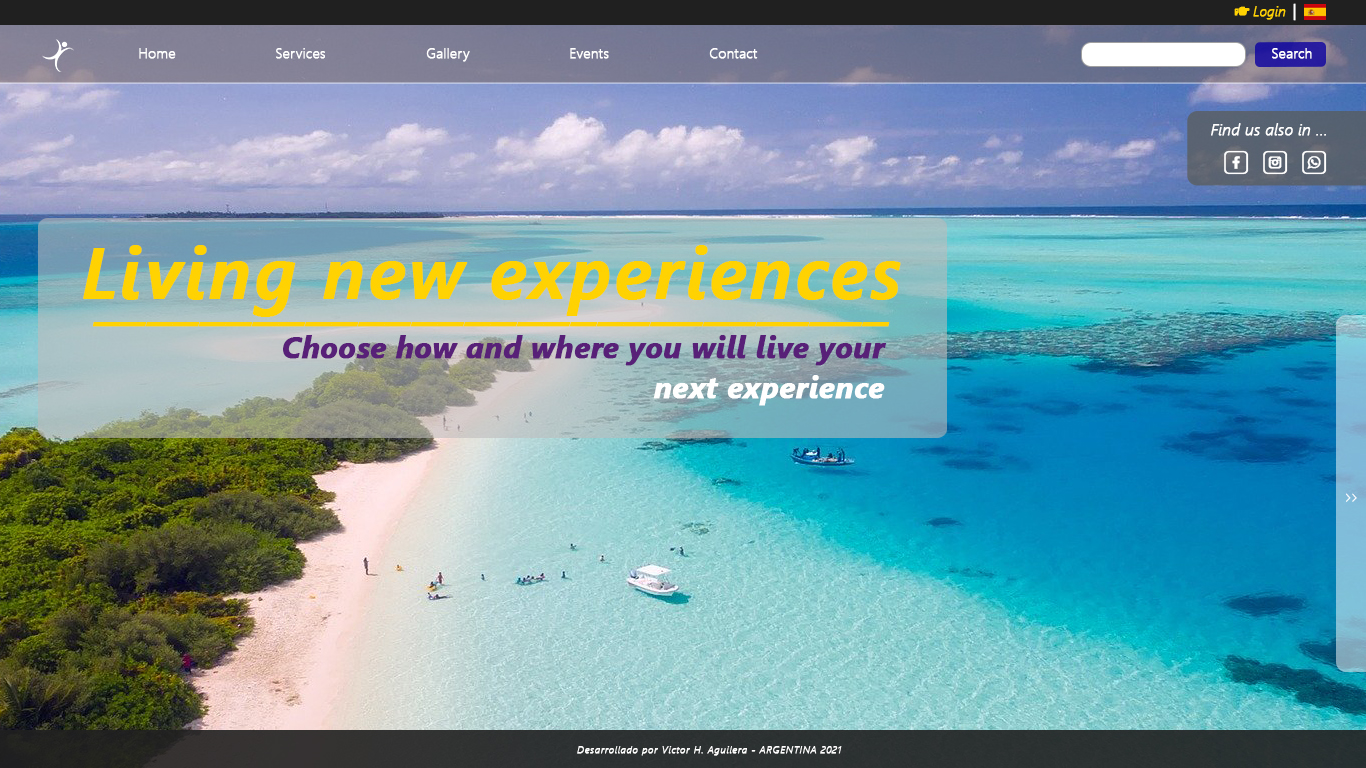 Login
Home
Services
Gallery
Events
Contact
Search
Find us also in ...
Living new experiences
Choose how and where you will live your
next experience
>>
Desarrollado por Victor H. Aguilera - ARGENTINA 2021